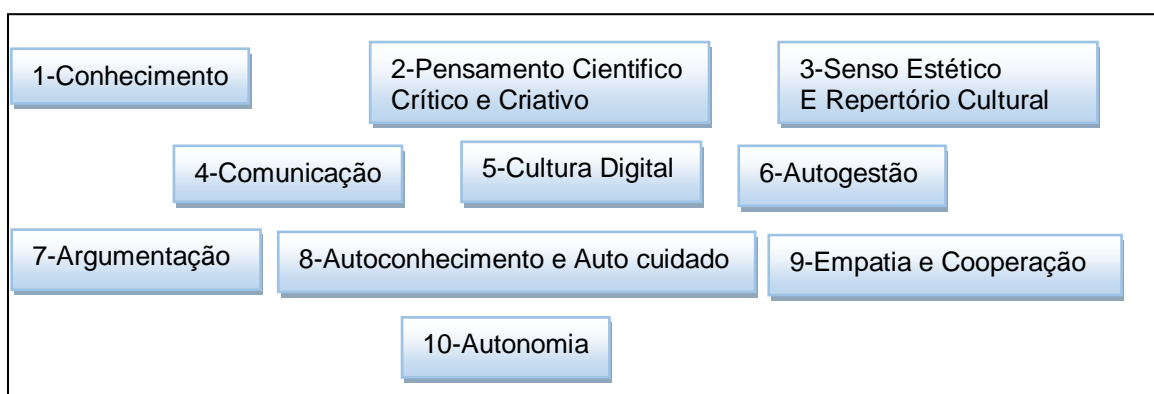 1-Conhecimento
2-Pensamento Cientifico
Crítico e Criativo
3-Senso Estético
E Repertório Cultural
4-Comunicação
5-Cultura Digital
6-Autogestão
7-Argumentação
8-Autoconhecimento e Auto cuidado
9-Empatia e Cooperação
10-Autonomia